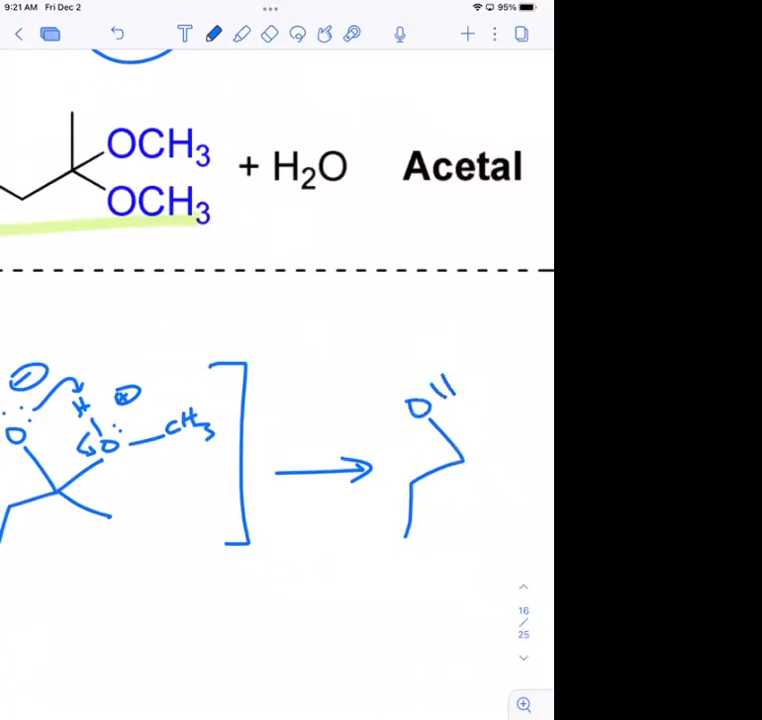 9:21 AM Fri Dec 2
95%
T
OCH3
+ H2O Acetal
OCH3
H
O
O
CH3
O
16
/
25